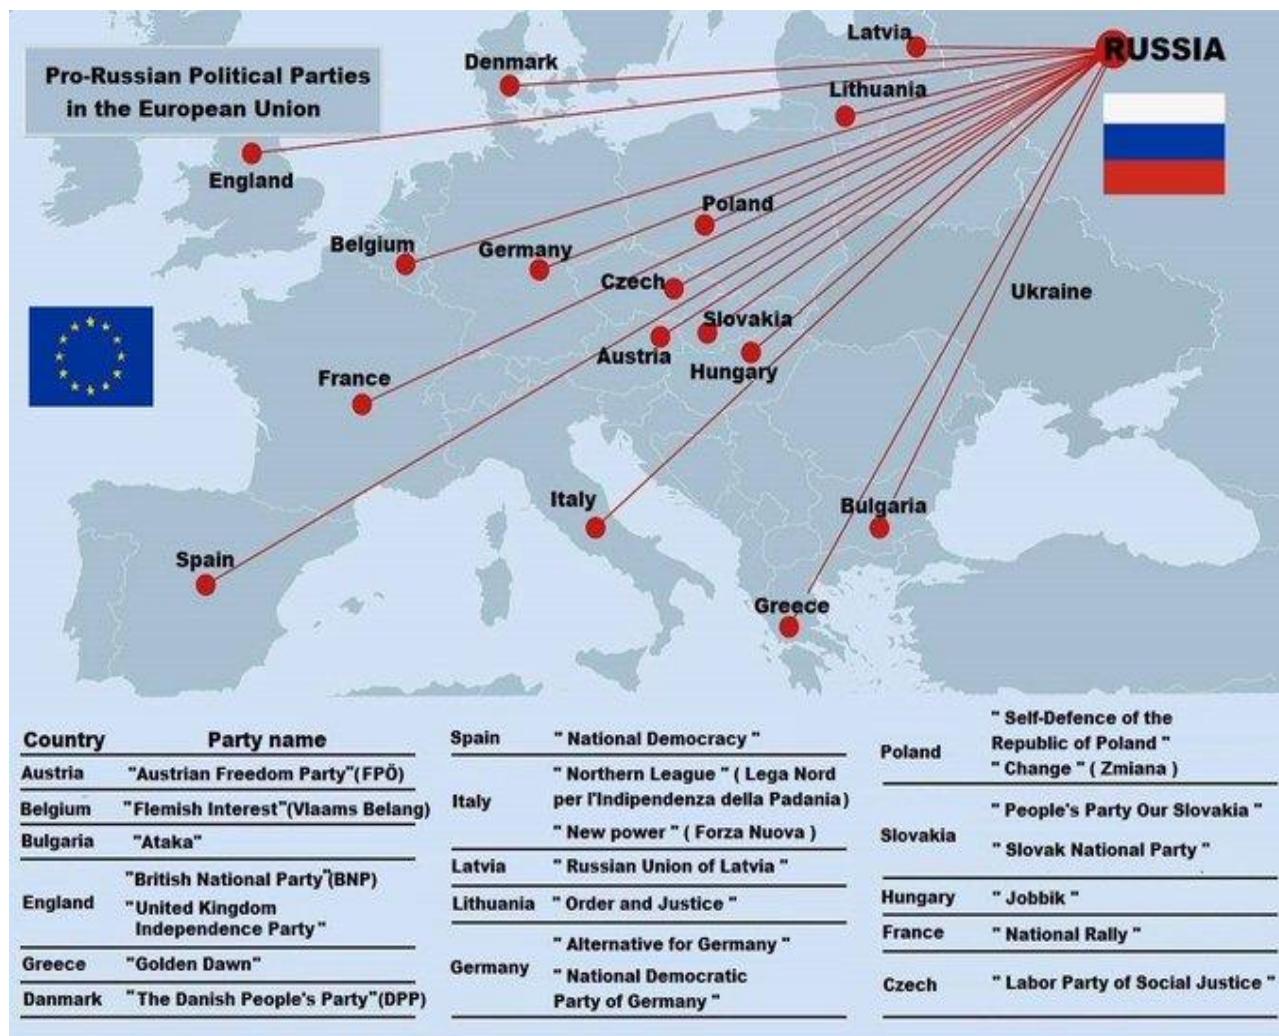 Pro-Russian Political Parties
in the European Union
Latvia
RUSSIA
Denmark
Lithuania
England
Poland
Belgium
Germany
Czech
Ukraine
Slovakia
Austria
Hungary
France
Italy
Bulgaria
Spain
Greece
Country Party name
Austria "Austrian Freedom Party"(FPÖ)
Belgium "Flemish Interest"(Vlaams Belang)
Bulgaria "Ataka"
England "British National Party"(BNP)
"United Kingdom
Independence Party"
Greece "Golden Dawn"
Danmark "The Danish People's Party"(DPP)
Spain " National Democracy "
Italy " Northern League " ( Lega Nord
per l'Indipendenza della Padania)
" New power " ( Forza Nuova )
Latvia " Russian Union of Latvia "
Lithuania " Order and Justice "
Germany " Alternative for Germany "
" National Democratic
Party of Germany "
Poland " Self-Defence of the
Republic of Poland "
" Change " ( Zmiana )
Slovakia " People's Party Our Slovakia "
" Slovak National Party "
Hungary " Jobbik "
France " National Rally "
Czech " Labor Party of Social Justice "